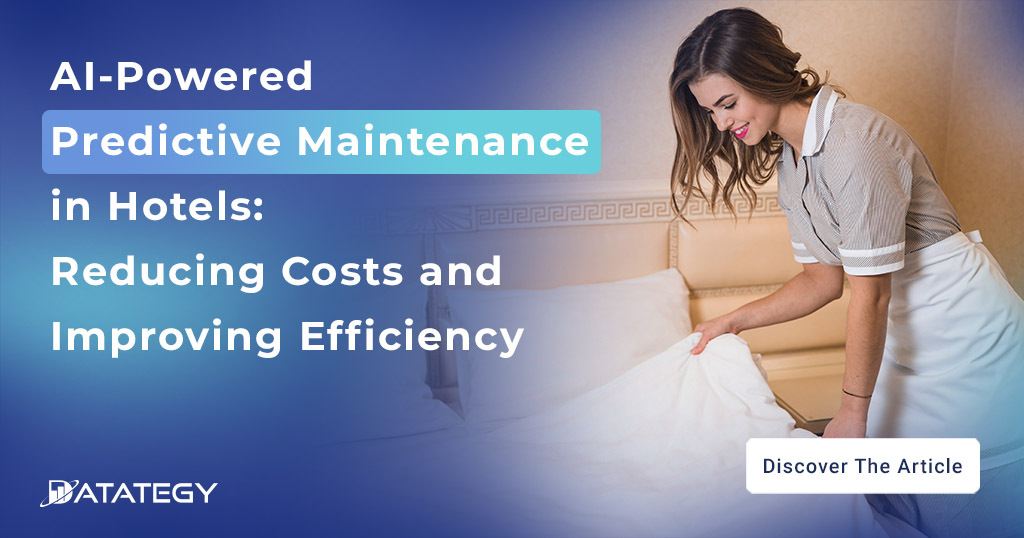 AI-Powered
Predictive Maintenance
in Hotels:
Reducing Costs and
Improving Efficiency
DATATEGY
Discover The Article